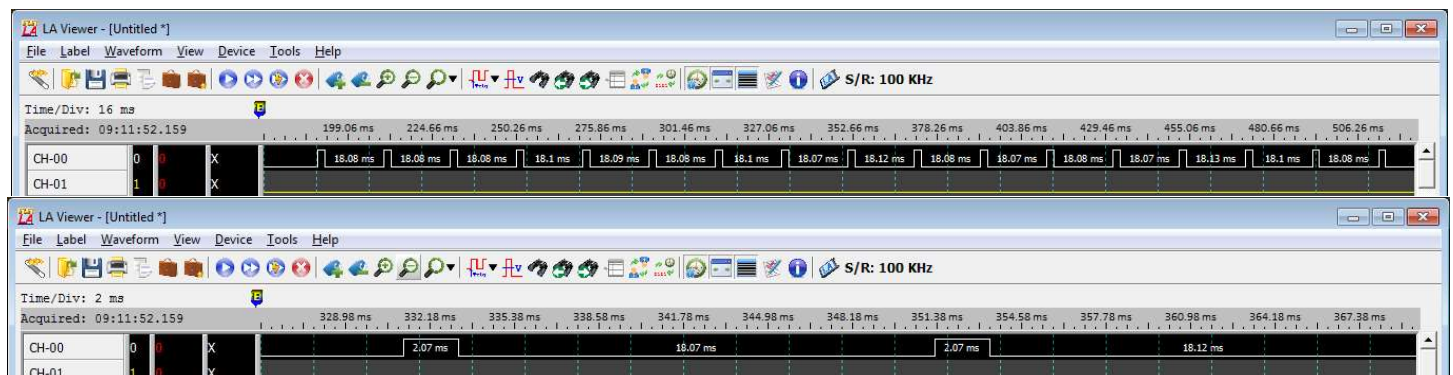 LA Viewer - [Untitled *]
File Label Waveform View Device Tools Help
S/R: 100 KHz
Time/Div: 16 ms
Acquired: 09:11:52.159 199.06 ms 224.66 ms 250.26 ms 275.86 ms 301.46 ms 327.06 ms 352.66 ms 378.26 ms 403.86 ms 429.46 ms 455.06 ms 480.66 ms 506.26 ms
CH-00 0 0 X 18.08 ms 18.08 ms 18.08 ms 18.1 ms 18.09 ms 18.08 ms 18.1 ms 18.07 ms 18.12 ms 18.08 ms 18.07 ms 18.08 ms 18.07 ms 18.13 ms 18.1 ms 18.08 ms
CH-01 1 0 X
LA Viewer - [Untitled *]
File Label Waveform View Device Tools Help
S/R: 100 KHz
Time/Div: 2 ms
Acquired: 09:11:52.159 328.98 ms 332.18 ms 335.38 ms 338.58 ms 341.78 ms 344.98 ms 348.18 ms 351.38 ms 354.58 ms 357.78 ms 360.98 ms 364.18 ms 367.38 ms
CH-00 0 0 X 2.07 ms 18.07 ms 2.07 ms 18.12 ms
CH-01 1 0 X